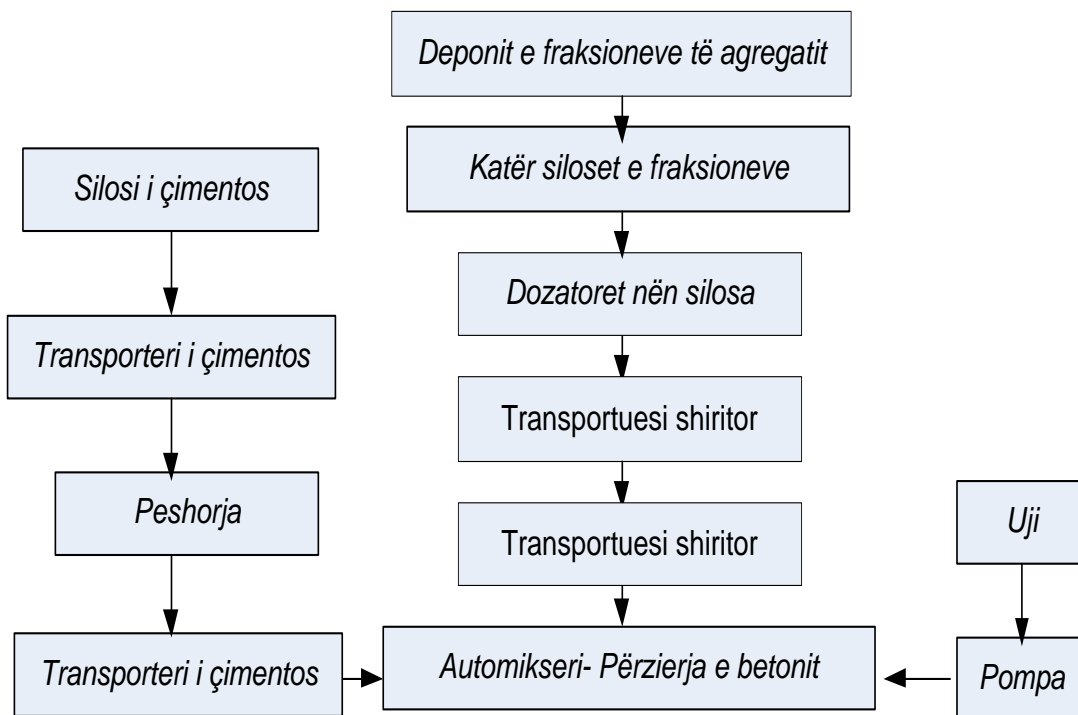 Deponit e fraksioneve të agregatit
Katër siloset e fraksioneve
Silosi i çimentos
Dozatoret nën silosa
Transporteri i çimentos
Transportuesi shiritor
Peshorja
Transportuesi shiritor
Uji
Transporteri i çimentos
Automikseri- Përzierja e betonit
Pompa